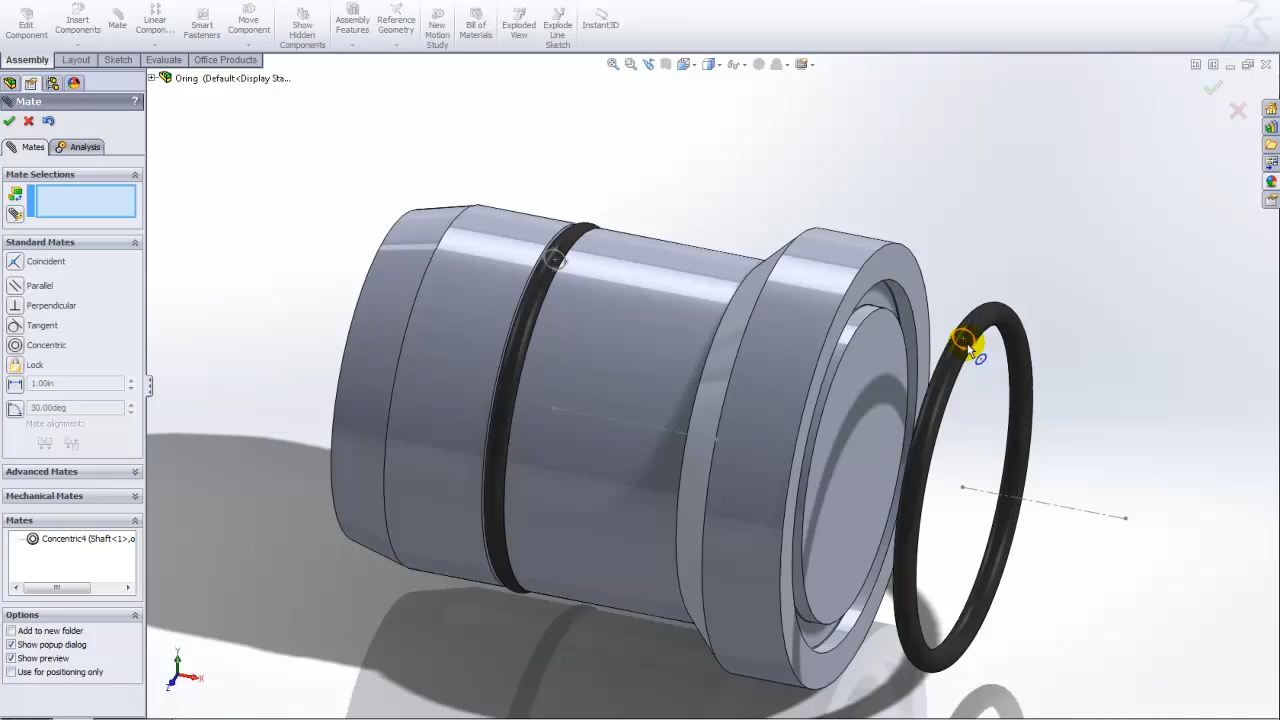 Edit Component
Insert Components
Mate
Linear Compon...
Smart Fasteners
Move Component
Show Hidden Components
Assembly Features
Reference Geometry
New Motion Study
Bill of Materials
Exploded View
Explode Line Sketch
Instant3D
Assembly
Layout
Sketch
Evaluate
Office Products
Oring (Default<Display Sta...
Mate
?
Mates
Analysis
Mate Selections
Standard Mates
Coincident
Parallel
Perpendicular
Tangent
Concentric
Lock
1.00in
30.00deg
Mate alignment:
Advanced Mates
Mechanical Mates
Mates
Concentric4 (Shaft<1>,o
Options
Add to new folder
Show popup dialog
Show preview
Use for positioning only
Y
X
Z